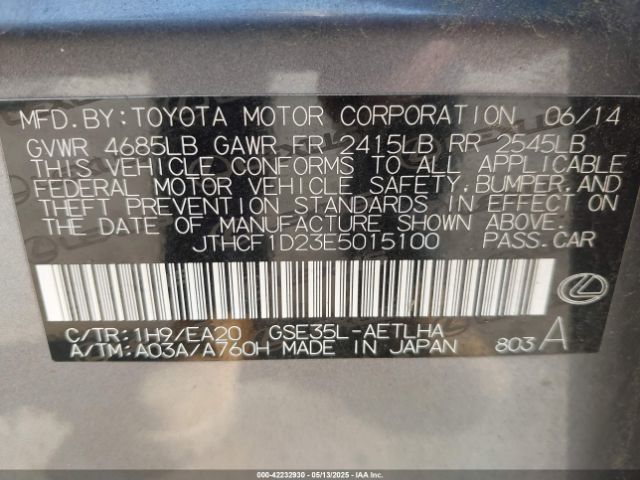 MFD.BY:TOYOTA MOTOR CORPORATION 06/14
GVWR 4685LB GAWR FR 2415LB RR 2545LB
THIS VEHICLE CONFORMS TO ALL APPLICABLE
FEDERAL MOTOR VEHICLE SAFETY,BUMPER,AND
THEFT PREVENTION STANDARDS IN EFFECT ON
THE DATE OF MANUFACTURE SHOWN ABOVE.
JTHCF1D23E5015100 PASS.CAR
C/TR:1H9/EA20 GSE35L-AETLHA
A/TM:A03A/A760H MADE IN JAPAN 803 A
000-42232930 - 05/13/2025 - IAA Inc. All Rights Reserved